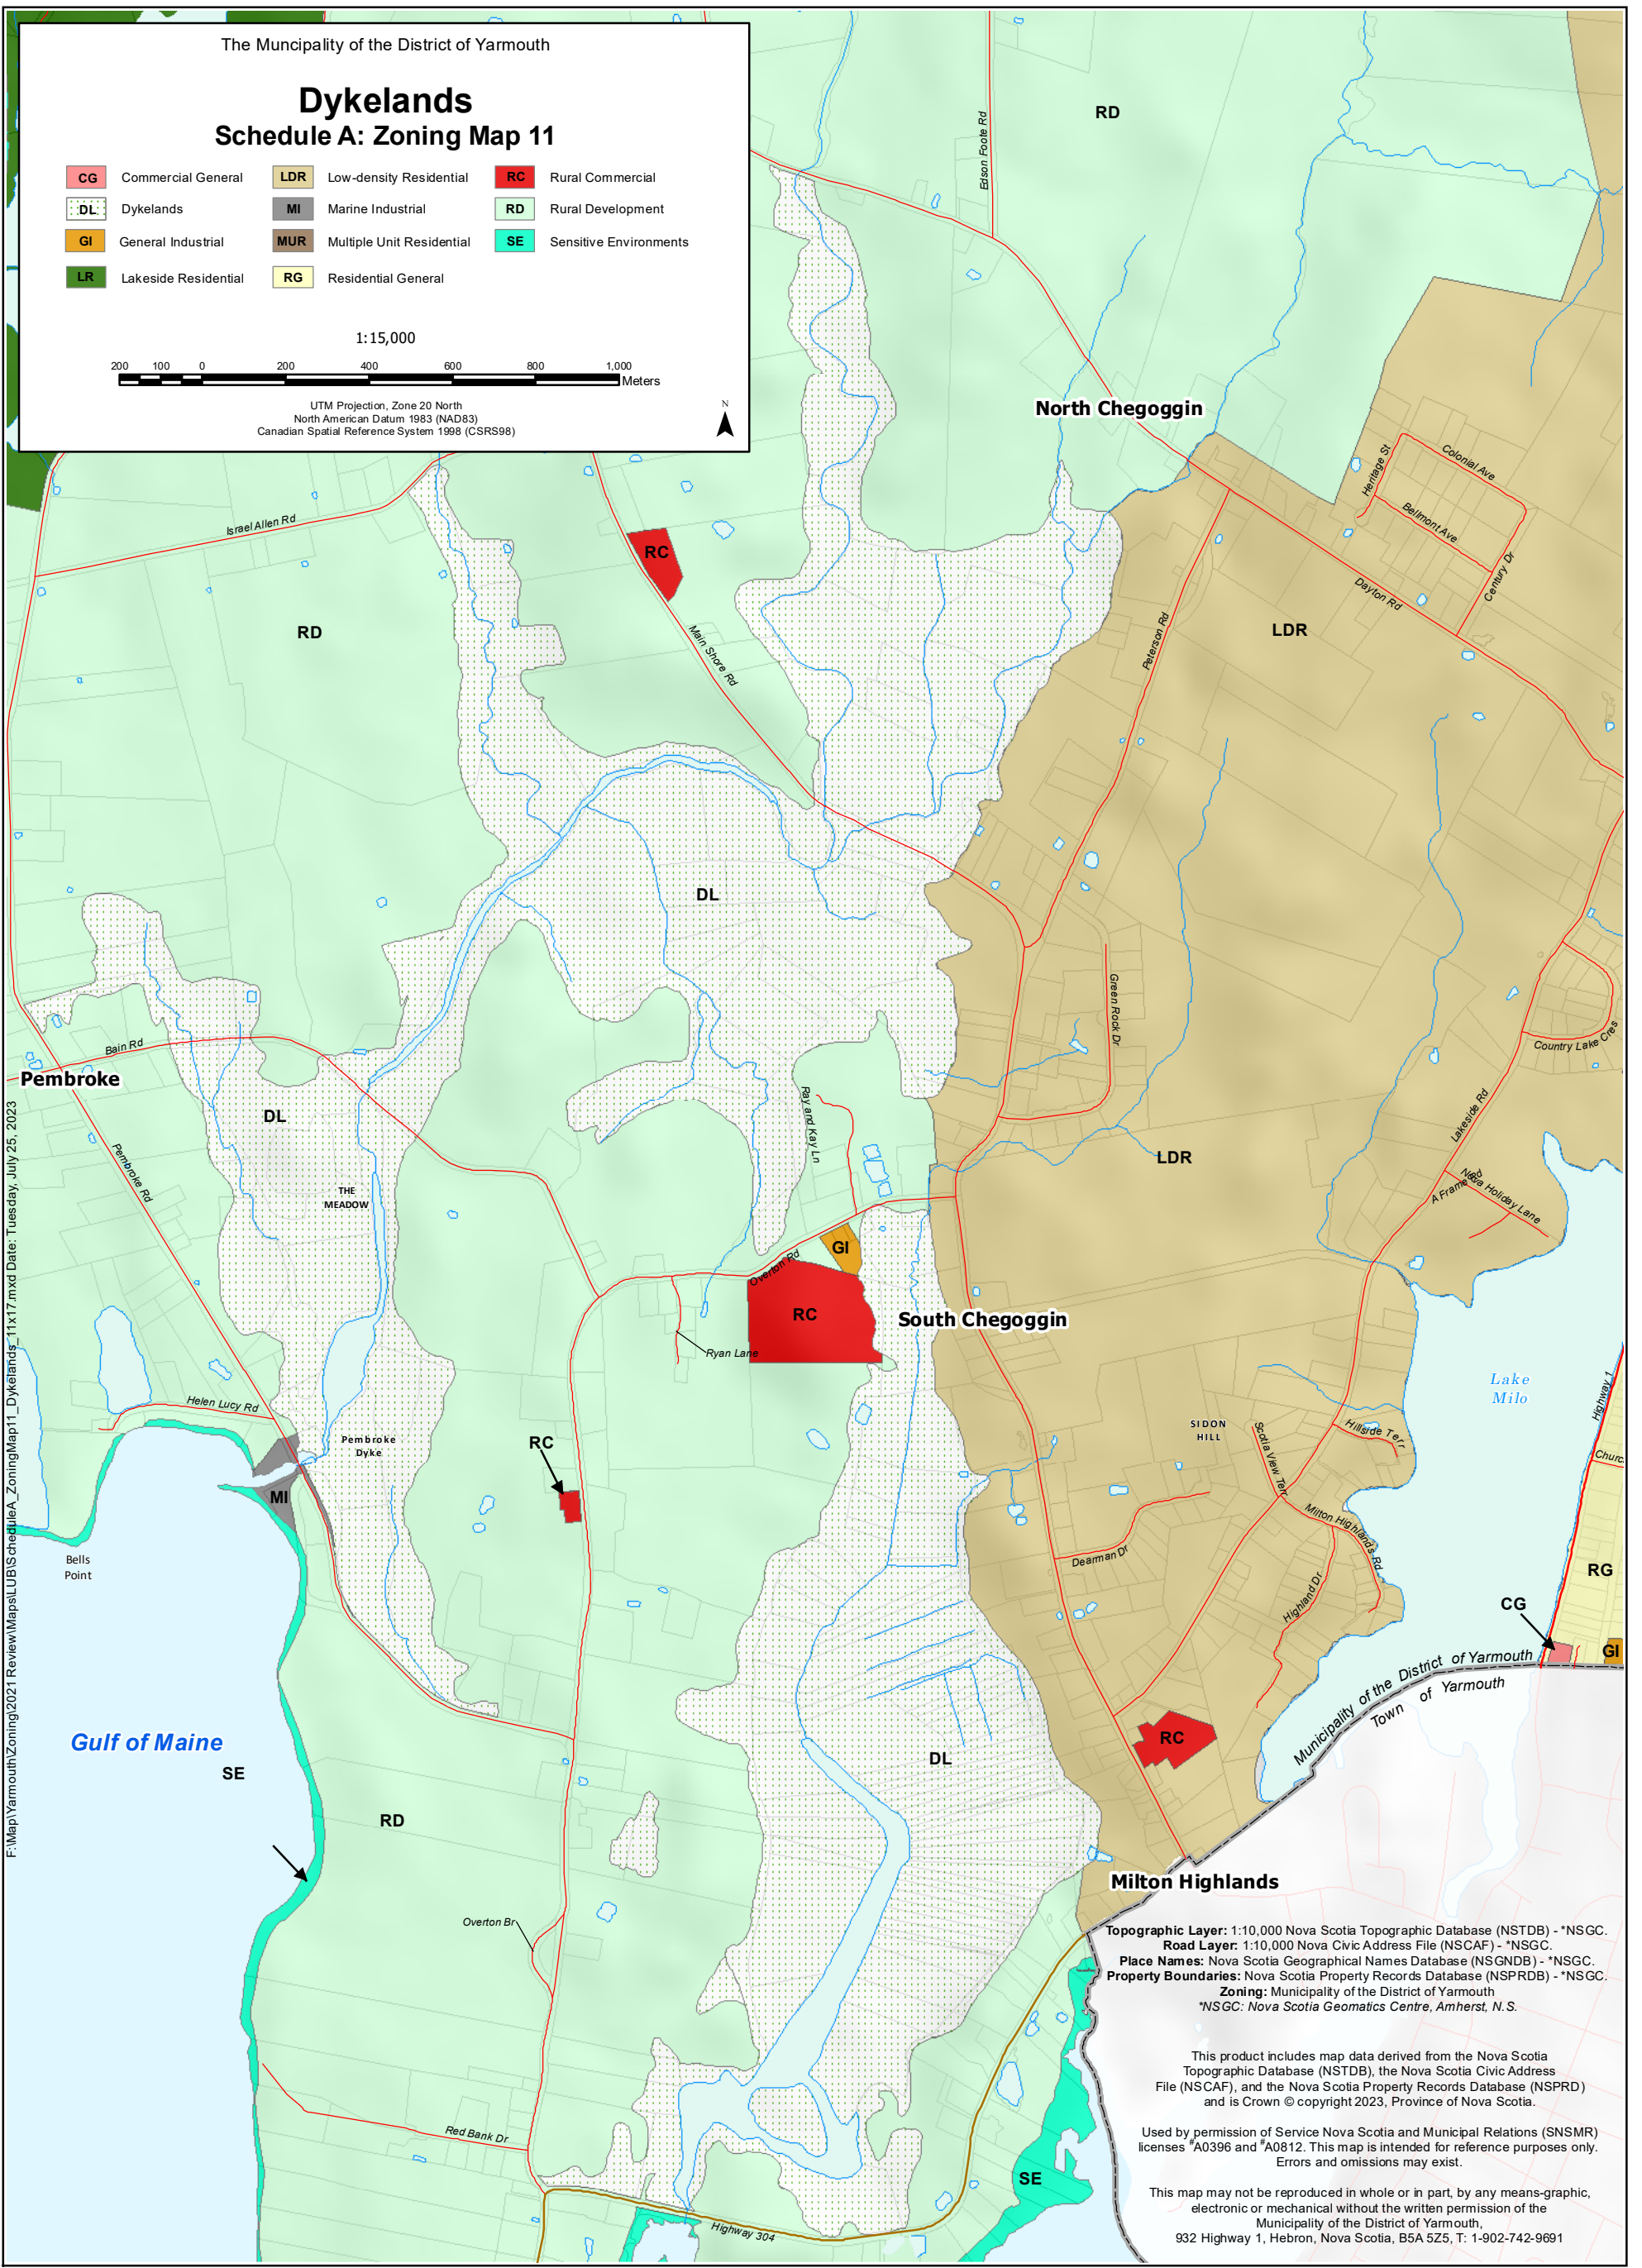 The Muncipality of the District of Yarmouth
Dykelands
Schedule A: Zoning Map 11
CG Commercial General
LDR Low-density Residential
RC Rural Commercial
DL Dykelands
MI Marine Industrial
RD Rural Development
GI General Industrial
MUR Multiple Unit Residential
SE Sensitive Environments
LR Lakeside Residential
RG Residential General
1:15,000
200 100 0 200 400 600 800 1,000
Meters
UTM Projection, Zone 20 North
North American Datum 1983 (NAD83)
Canadian Spatial Reference System 1998 (CSRS98)
N
RD
Edson Foote Rd
North Chegoggin
Heritage St
Colonial Ave
Bellmont Ave
Century Dr
Dayton Rd
Israel Allen Rd
RC
RD
Main Shore Rd
Peterson Rd
LDR
DL
Green Rock Dr
Country Lake Cres
Bain Rd
Pembroke
DL
Ray and Kay Ln
Lakeside Rd
LDR
Pembroke Rd
THE
MEADOW
A Frame Rd
Nova Holiday Lane
GI
Overton Rd
RC
South Chegoggin
Ryan Lane
Lake
Milo
Highway 1
Helen Lucy Rd
Pembroke
Dyke
RC
SIDON
HILL
Scotia View Terr
Hillside Terr
Church
MI
Milton Highlands Rd
Dearman Dr
Highland Dr
Bells
Point
RG
CG
GI
Municipality of the District of Yarmouth
Town of Yarmouth
Gulf of Maine
SE
RC
DL
RD
Milton Highlands
Overton Br
Red Bank Dr
SE
Highway 304
Topographic Layer: 1:10,000 Nova Scotia Topographic Database (NSTDB) - *NSGC.
Road Layer: 1:10,000 Nova Civic Address File (NSCAF) - *NSGC.
Place Names: Nova Scotia Geographical Names Database (NSGNDB) - *NSGC.
Property Boundaries: Nova Scotia Property Records Database (NSPRDB) - *NSGC.
Zoning: Municipality of the District of Yarmouth
*NSGC: Nova Scotia Geomatics Centre, Amherst, N.S.
This product includes map data derived from the Nova Scotia
Topographic Database (NSTDB), the Nova Scotia Civic Address
File (NSCAF), and the Nova Scotia Property Records Database (NSPRD)
and is Crown © copyright 2023, Province of Nova Scotia.
Used by permission of Service Nova Scotia and Municipal Relations (SNSMR)
licenses #A0396 and #A0812. This map is intended for reference purposes only.
Errors and omissions may exist.
This map may not be reproduced in whole or in part, by any means-graphic,
electronic or mechanical without the written permission of the
Municipality of the District of Yarmouth,
932 Highway 1, Hebron, Nova Scotia, B5A 5Z5, T: 1-902-742-9691
F:\Map\Yarmouth\Zoning\2021 Review\Maps\LUB\ScheduleA_ZoningMap11_Dykelands_11x17.mxd Date: Tuesday, July 25, 2023